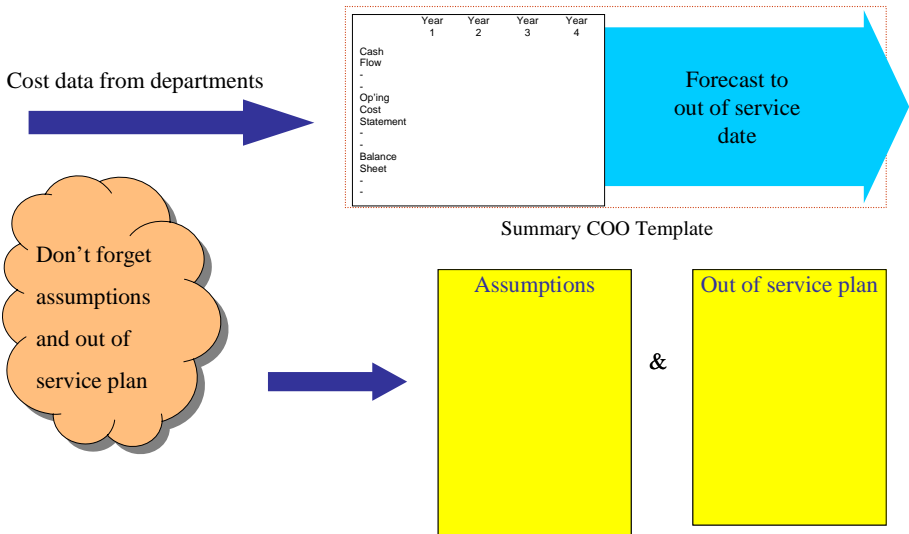 Year Year Year Year
1 2 3 4
Cash
Flow
-
-
Op'ing
Cost
Statement
-
-
Balance
Sheet
-
-
Cost data from departments
Forecast to
out of service
date
Summary COO Template
Don’t forget
assumptions
and out of
service plan
Assumptions
&
Out of service plan